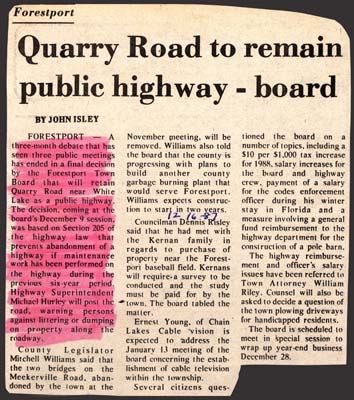 Forestport
Quarry Road to remain
public highway - board
BY JOHN ISLEY
FORESTPORT — A
three-month debate that has
seen three public meetings
has ended in a final decision
by the Forestport Town
Board that will retain
Quarry Road near White
Lake as a public highway.
The decision, coming at the
board's December 9 session,
was based on Section 205 of
the highway law that
prevents abandonment of a
highway if maintenance
work has been performed on
the highway during the
previous six-year period.
Highway Superintendent
Michael Hurley will post the
road, warning persons
against littering or dumping
on property along the
roadway.
County Legislator
Mitchell Williams said that
the two bridges on the
Meekerville Road, aban-
doned by the town at the
November meeting, will be
removed. Williams also told
the board that the county is
progressing with plans to
build another county
garbage burning plant that
would serve Forestport.
Williams expects construc-
tion to start in two years.
12-16-87
Councilman Dennis Kisley
said that he had met with
the Kernan family in
regards to purchase of
property near the Forest-
port baseball field. Kernans
will require a survey to be
conducted and the study
must be paid for by the
town. The board tabled the
matter.
Ernest Young, of Chain
Lakes Cable vision is
expected to address the
January 13 meeting of the
board concerning the estab-
lishment of cable television
within the township.
Several citizens ques-
tioned the board on a
number of topics, including a
$10 per $1,000 tax increase
for 1988, salary increases for
the board and highway
crew, payment of a salary
for the codes enforcement
officer during his winter
stay in Florida and a
measure involving a general
fund reimbursement to the
highway department for the
construction of a pole barn.
The highway reimburse-
ment and officer's salary
issues have been referred to
Town Attorney William
Riley. Counsel will also be
asked to decide a question of
the town plowing driveways
for handicapped residents.
The board is scheduled to
meet in special session to
wrap up year-end business
December 28.